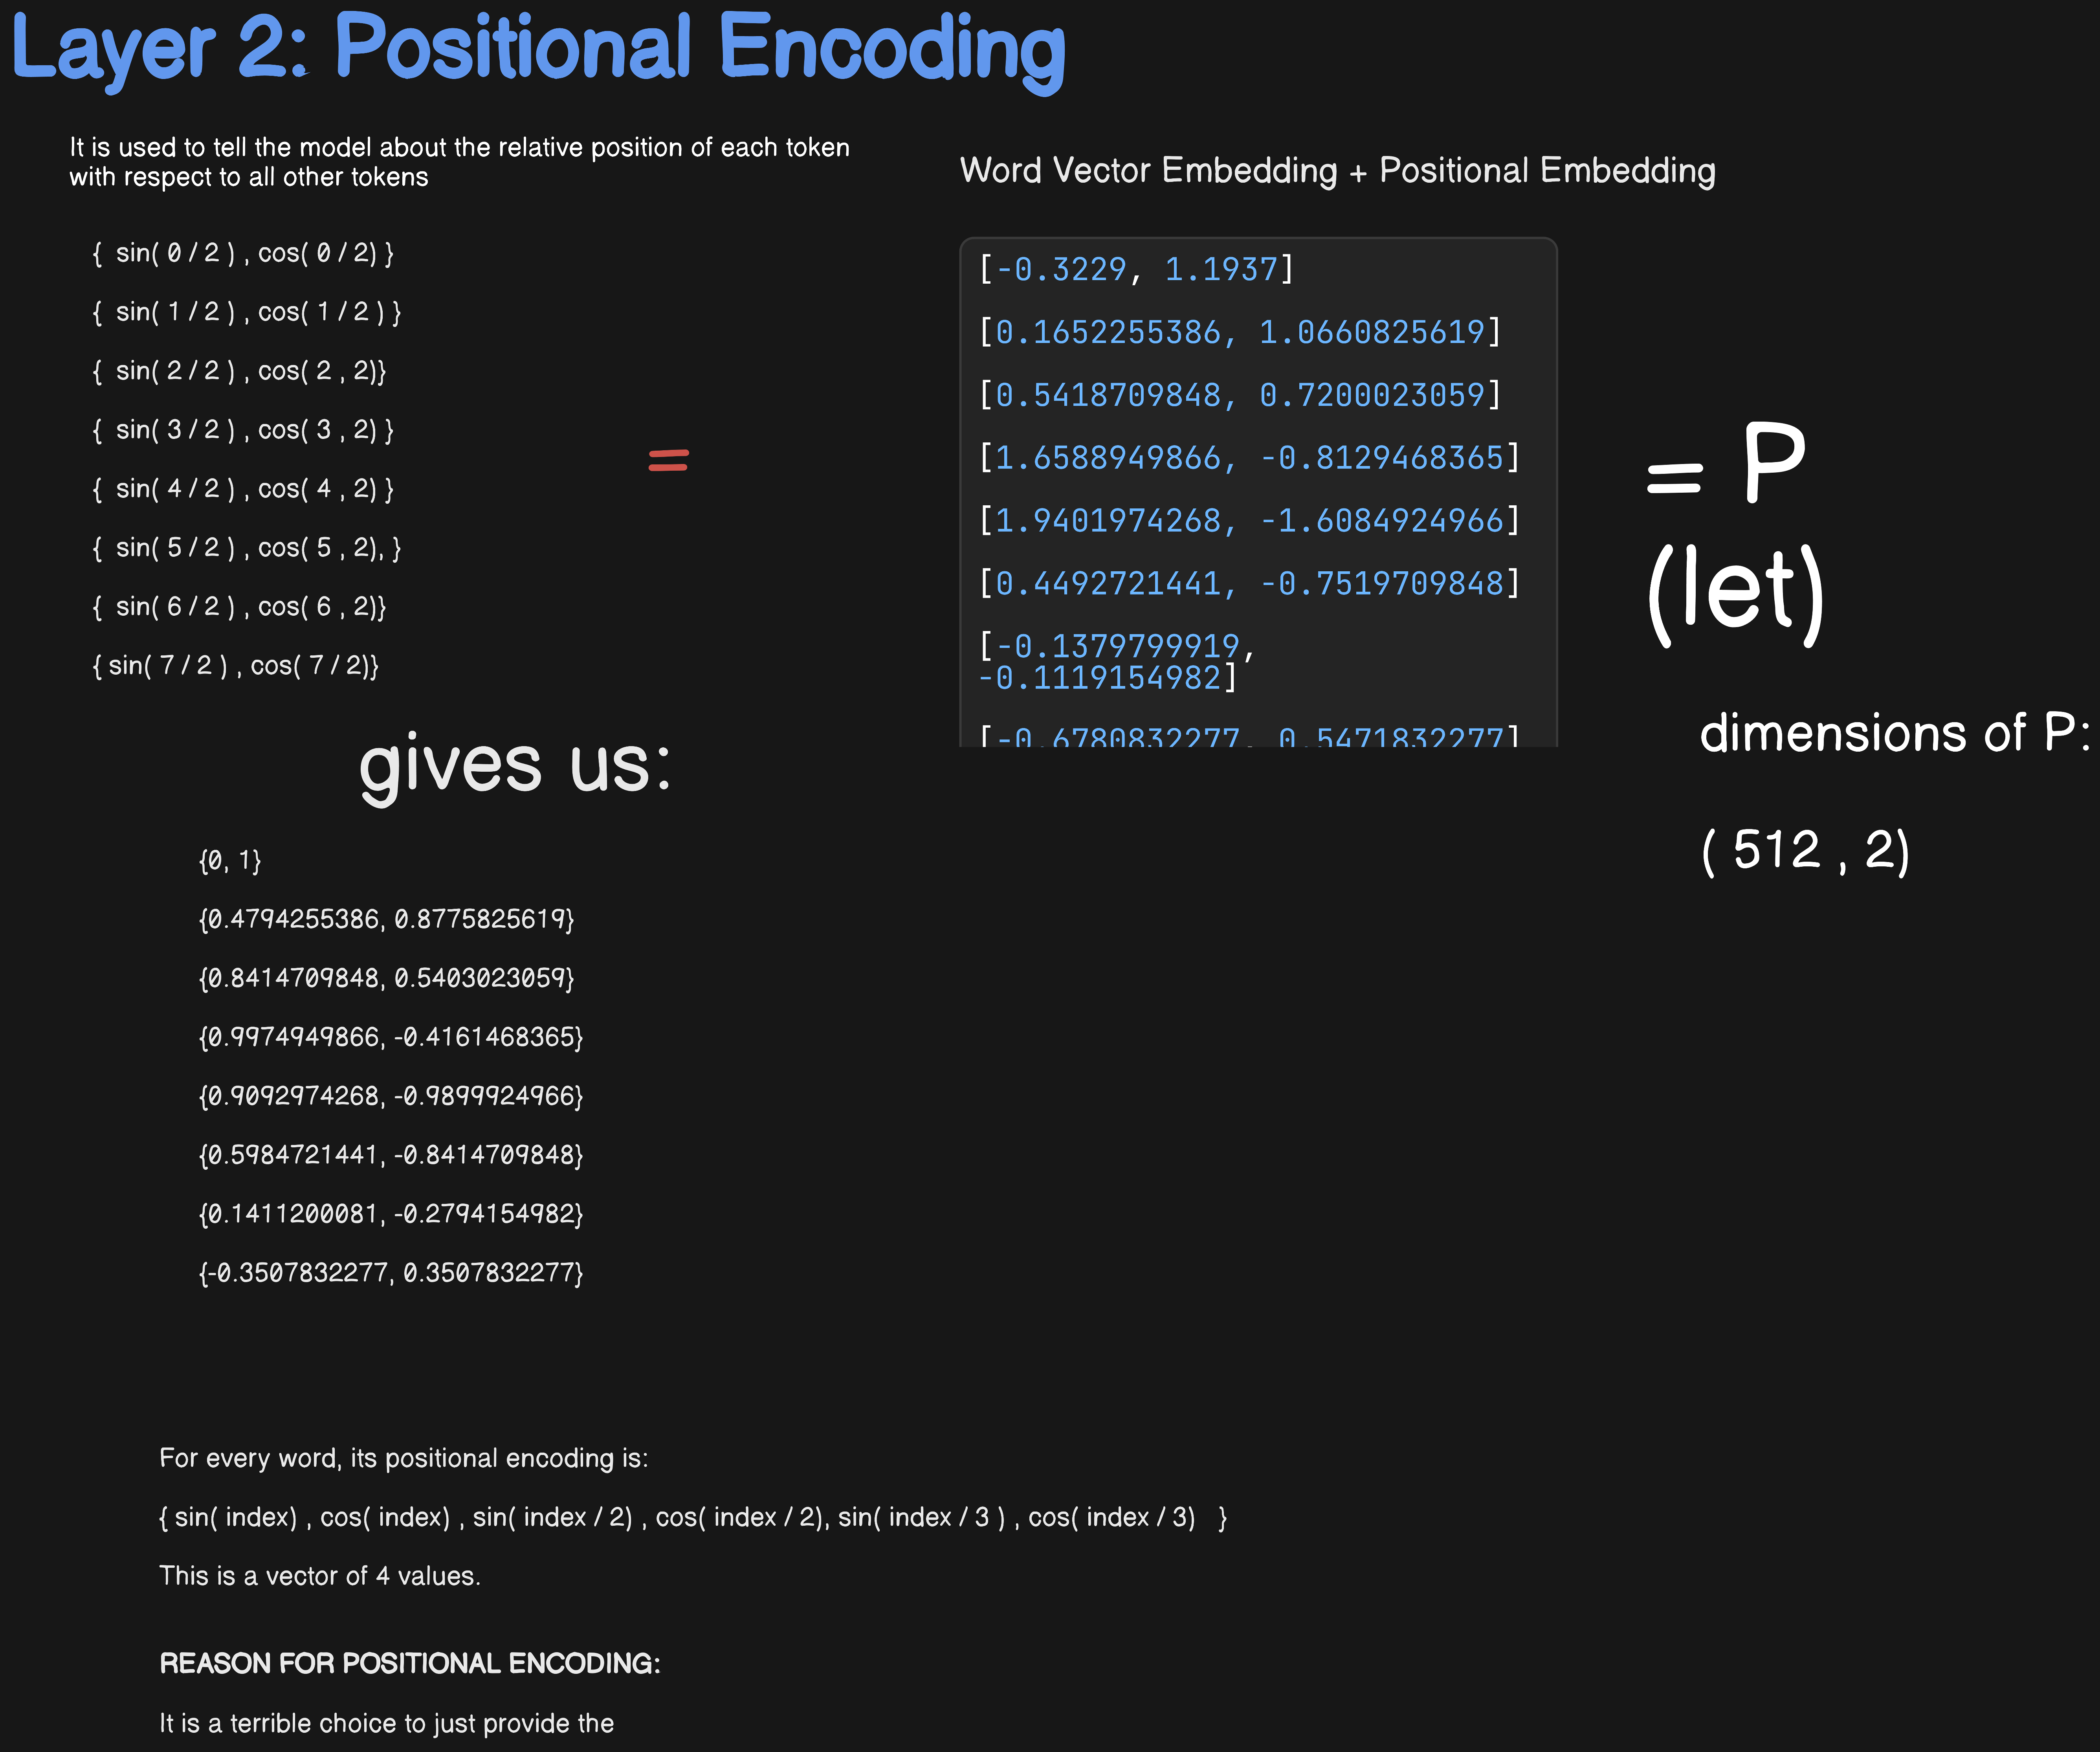 Layer 2: Positional Encoding
It is used to tell the model about the relative position of each token
with respect to all other tokens
{ sin( 0 / 2 ) , cos( 0 / 2) }
{ sin( 1 / 2 ) , cos( 1 / 2 ) }
{ sin( 2 / 2 ) , cos( 2 , 2)}
{ sin( 3 / 2 ) , cos( 3 , 2) }
{ sin( 4 / 2 ) , cos( 4 , 2) }
{ sin( 5 / 2 ) , cos( 5 , 2), }
{ sin( 6 / 2 ) , cos( 6 , 2)}
{ sin( 7 / 2 ) , cos( 7 / 2)}
gives us:
{0, 1}
{0.4794255386, 0.8775825619}
{0.8414709848, 0.5403023059}
{0.9974949866, -0.4161468365}
{0.9092974268, -0.9899924966}
{0.5984721441, -0.8414709848}
{0.1411200081, -0.2794154982}
{-0.3507832277, 0.3507832277}
=
Word Vector Embedding + Positional Embedding
[-0.3229, 1.1937]
[0.1652255386, 1.0660825619]
[0.5418709848, 0.7200023059]
[1.6588949866, -0.8129468365]
[1.9401974268, -1.6084924966]
[0.4492721441, -0.7519709848]
[-0.1379799919,
-0.1119154982]
[-0.6780832277, 0.5471832277]
= P
(let)
dimensions of P:
( 512 , 2)
For every word, its positional encoding is:
{ sin( index) , cos( index) , sin( index / 2) , cos( index / 2), sin( index / 3 ) , cos( index / 3) }
This is a vector of 4 values.
REASON FOR POSITIONAL ENCODING:
It is a terrible choice to just provide the